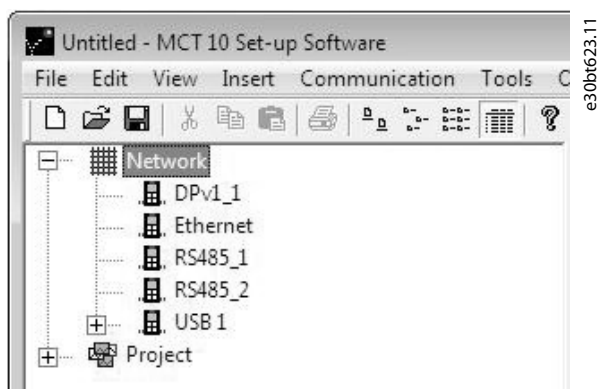 Untitled - MCT 10 Set-up Software
File Edit View Insert Communication Tools
Network
DPv1_1
Ethernet
RS485_1
RS485_2
USB 1
Project
e30bt623.11